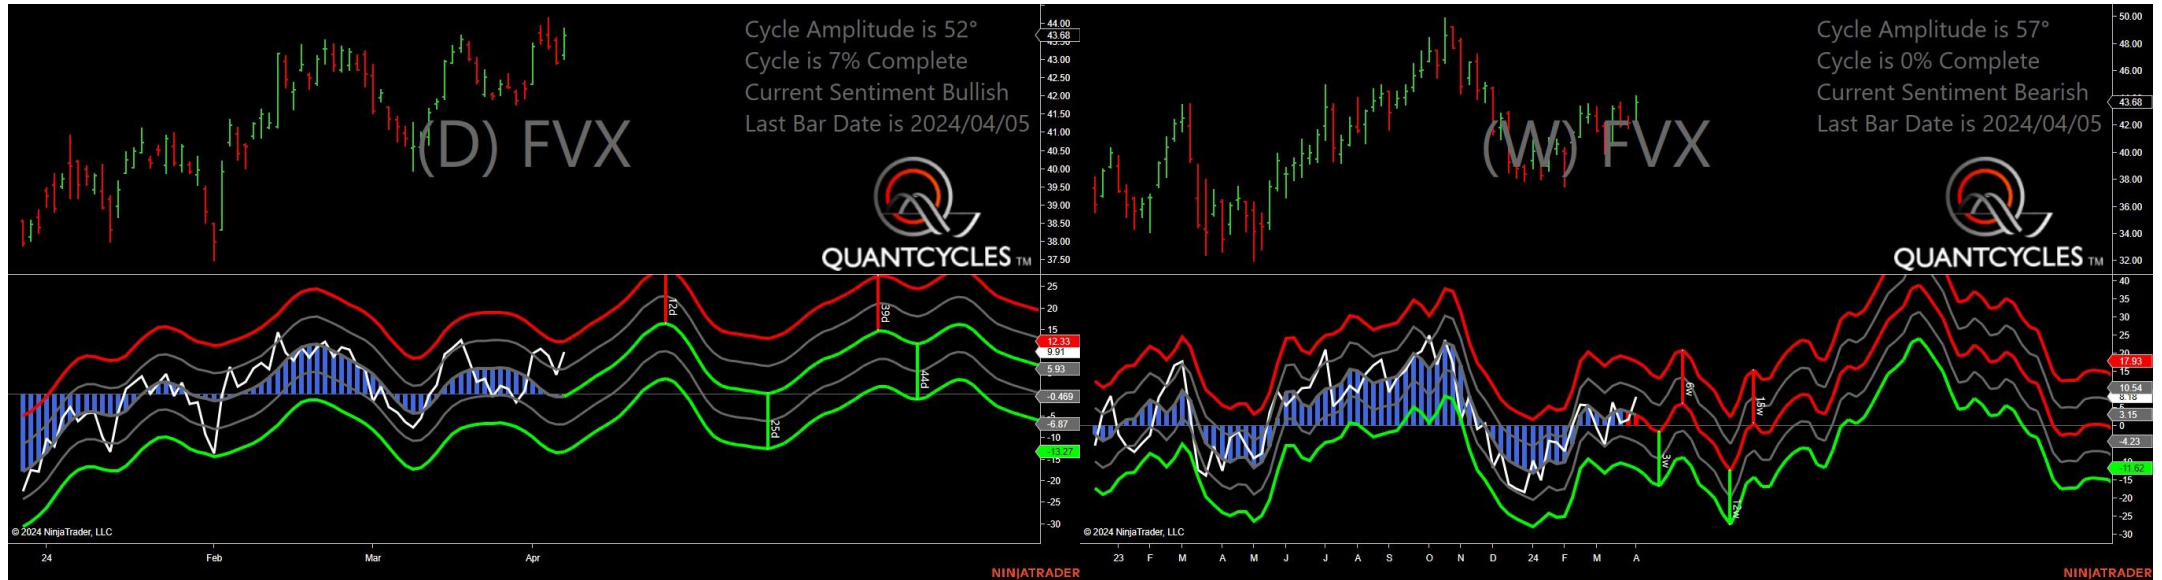 Cycle Amplitude is 52°
Cycle is 7% Complete
Current Sentiment Bullish
Last Bar Date is 2024/04/05
(D) FVX
QUANTCYCLES TM
44.00
43.68
43.00
42.50
42.00
41.50
41.00
40.50
40.00
39.50
39.00
38.50
38.00
37.50
12d
39d
44d
25d
25
20
15
12.33
9.91
5.93
-0.469
-5
-6.87
-10
-13.27
-15
-20
-25
-30
© 2024 NinjaTrader, LLC
24 Feb Mar Apr
NINJATRADER
Cycle Amplitude is 57°
Cycle is 0% Complete
Current Sentiment Bearish
Last Bar Date is 2024/04/05
(W) FVX
QUANTCYCLES TM
50.00
48.00
46.00
43.68
42.00
40.00
38.00
36.00
34.00
32.00
6w
18w
3w
12w
40
35
30
25
20
17.93
15
10.54
8.18
5
3.15
0
-4.23
-10
-11.62
-15
-20
-25
-30
© 2024 NinjaTrader, LLC
23 F M A M J J A S O N D 24 F M A
NINJATRADER